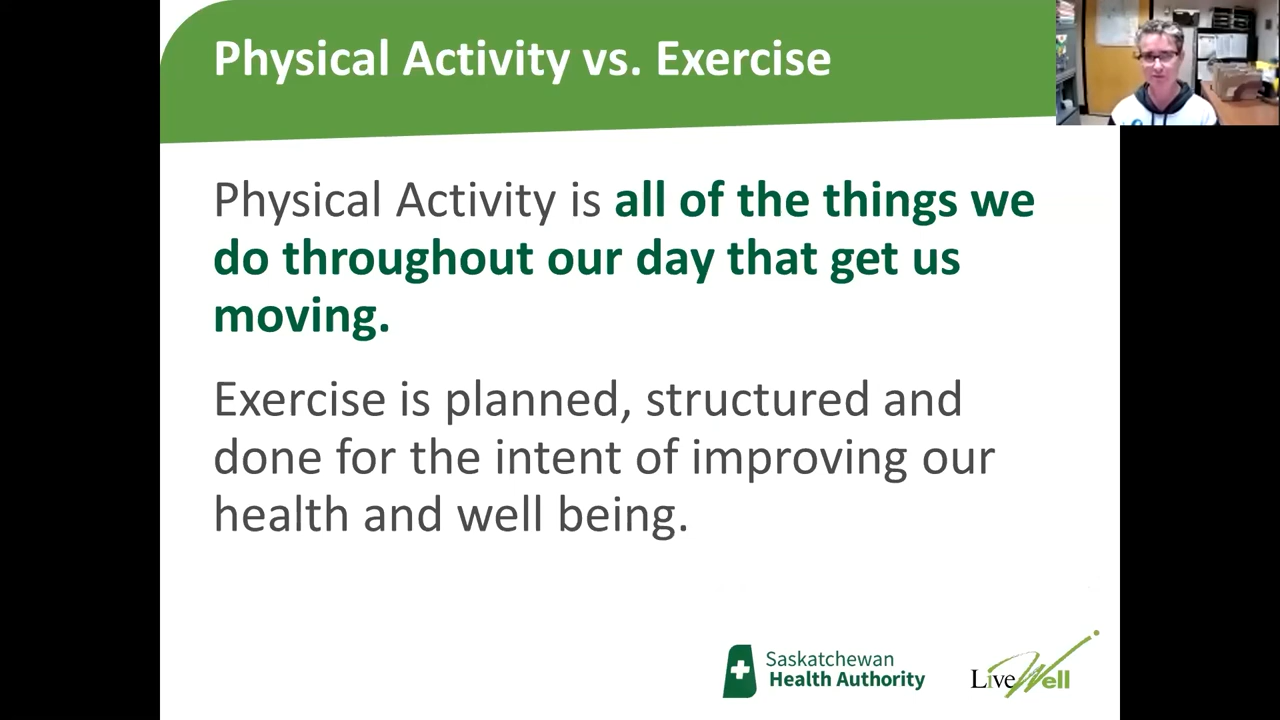 Physical Activity vs. Exercise
Physical Activity is all of the things we
do throughout our day that get us
moving.
Exercise is planned, structured and
done for the intent of improving our
health and well being.
Saskatchewan
Health Authority
LiveWell